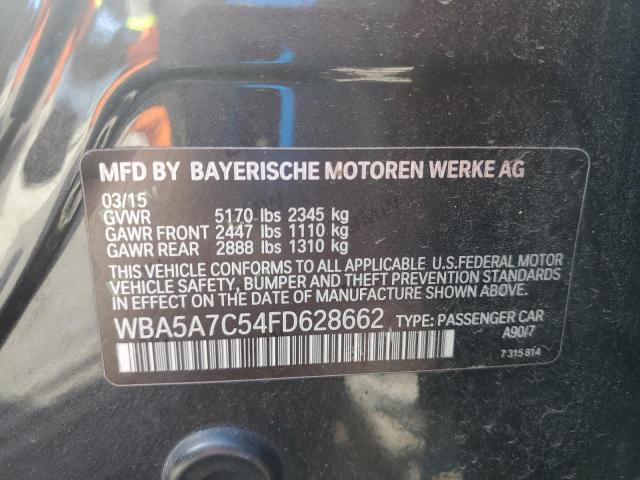 MFD BY BAYERISCHE MOTOREN WERKE AG
03/15
GVWR 5170 lbs 2345 kg
GAWR FRONT 2447 lbs 1110 kg
GAWR REAR 2888 lbs 1310 kg
THIS VEHICLE CONFORMS TO ALL APPLICABLE U.S.FEDERAL MOTOR
VEHICLE SAFETY, BUMPER AND THEFT PREVENTION STANDARDS
IN EFFECT ON THE DATE OF MANUFACTURE SHOWN ABOVE.
WBA5A7C54FD628662 TYPE: PASSENGER CAR
A90/7
7 315 814